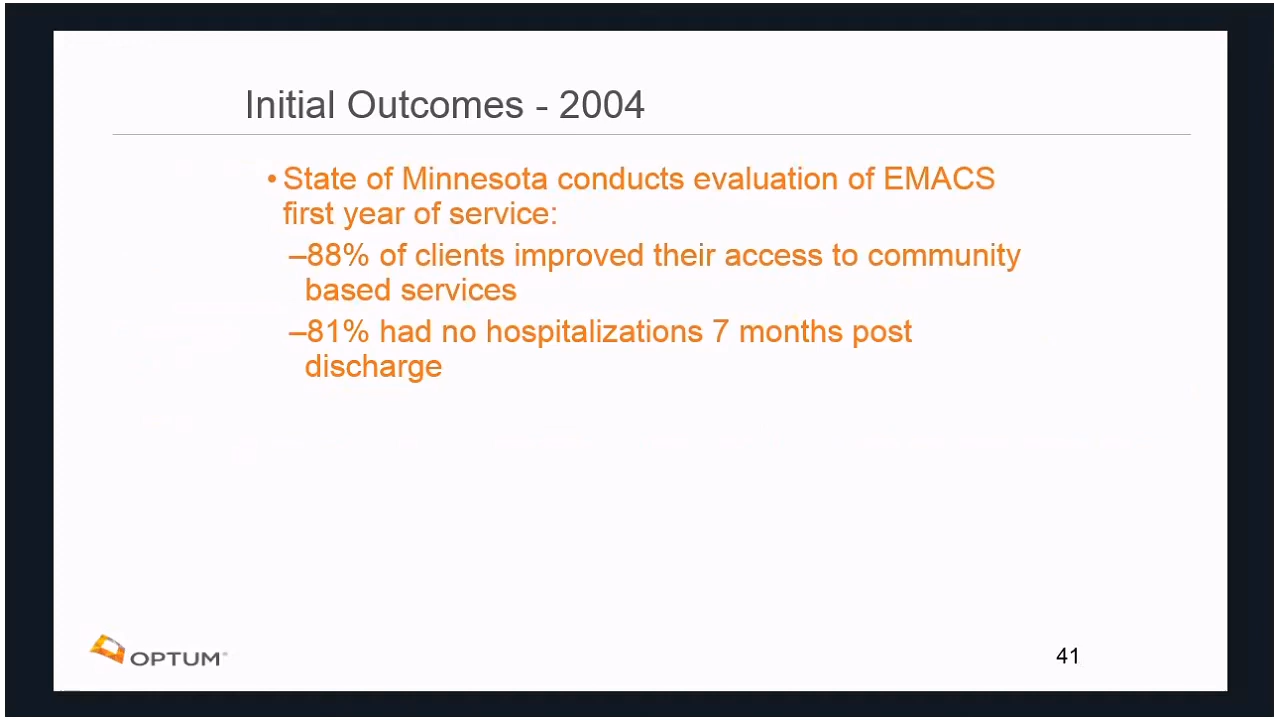 Initial Outcomes - 2004
• State of Minnesota conducts evaluation of EMACS
first year of service:
–88% of clients improved their access to community
based services
–81% had no hospitalizations 7 months post
discharge
OPTUM®
41